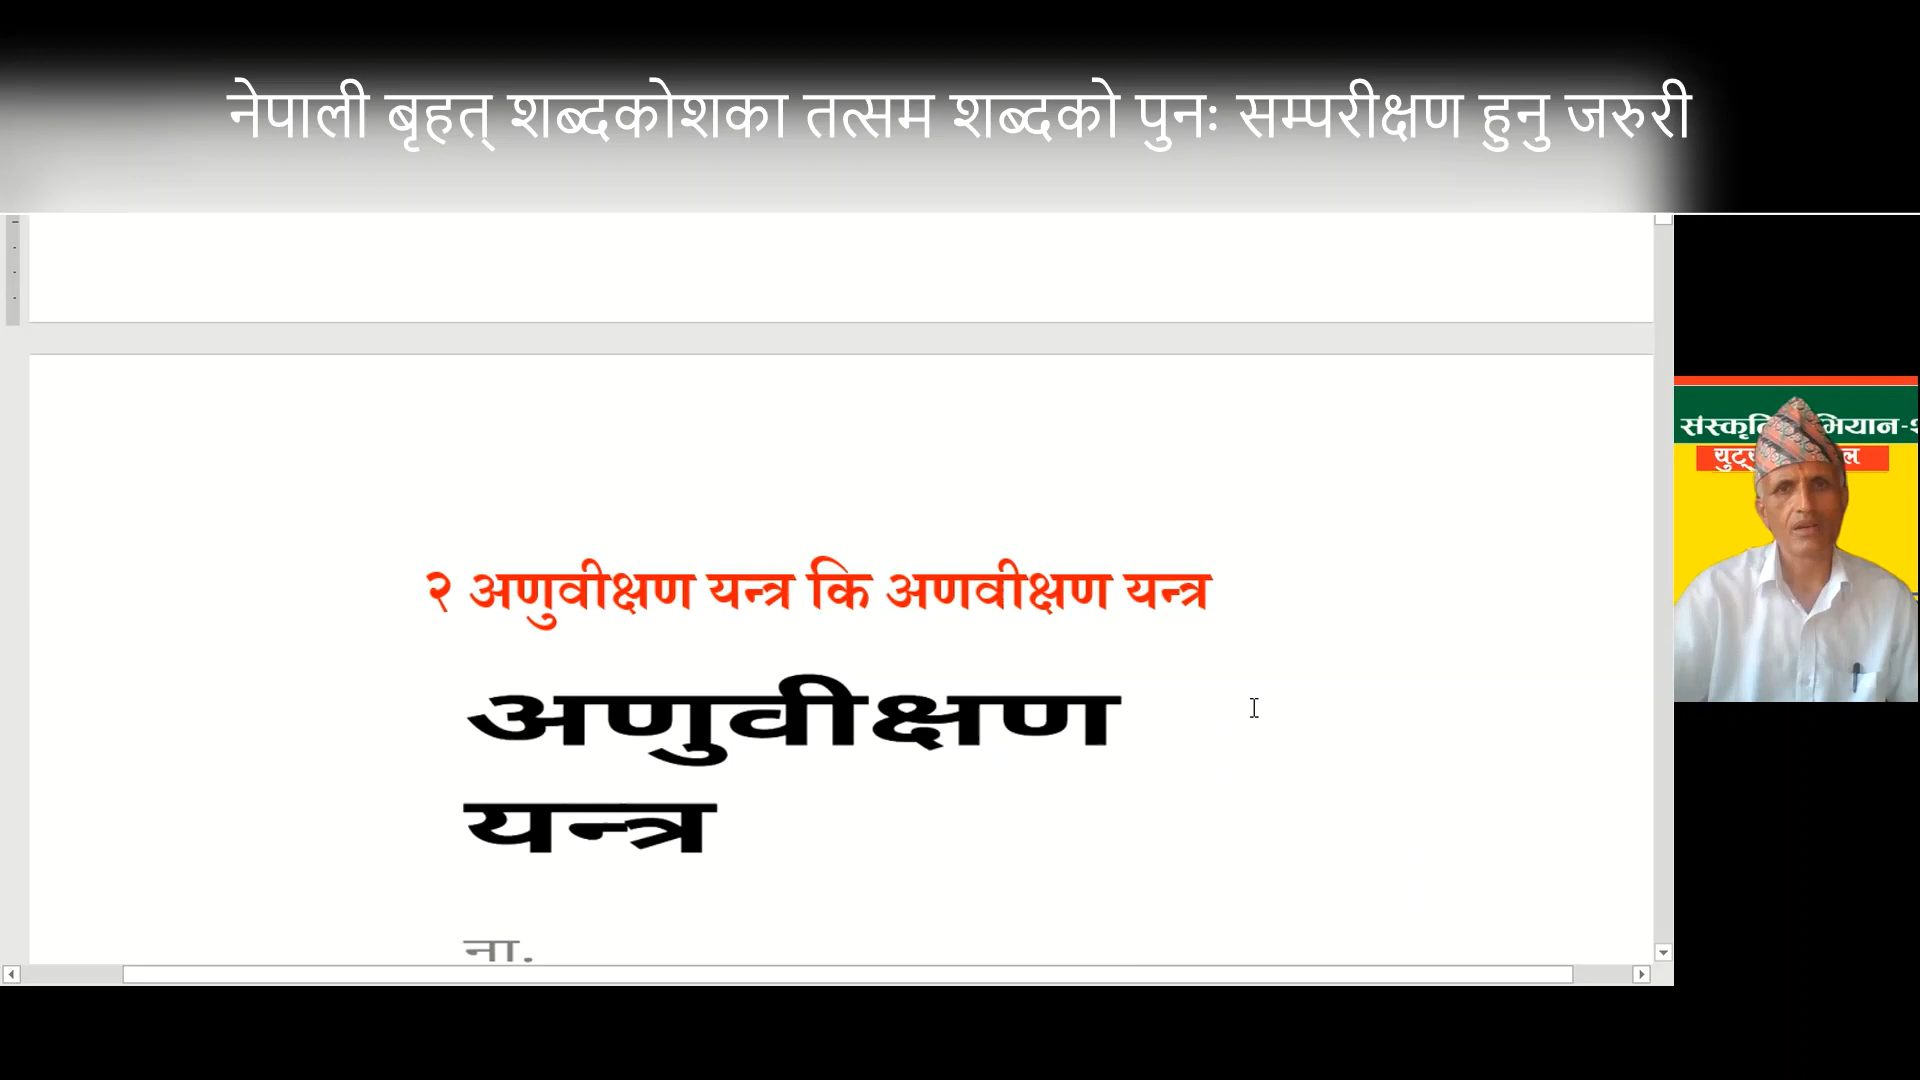 नेपाली बृहत् शब्दकोशका तत्सम शब्दको पुनः सम्परीक्षण हुनु जरुरी
२ अणुवीक्षण यन्त्र कि अणवीक्षण यन्त्र
अणुवीक्षण
यन्त्र
ना.